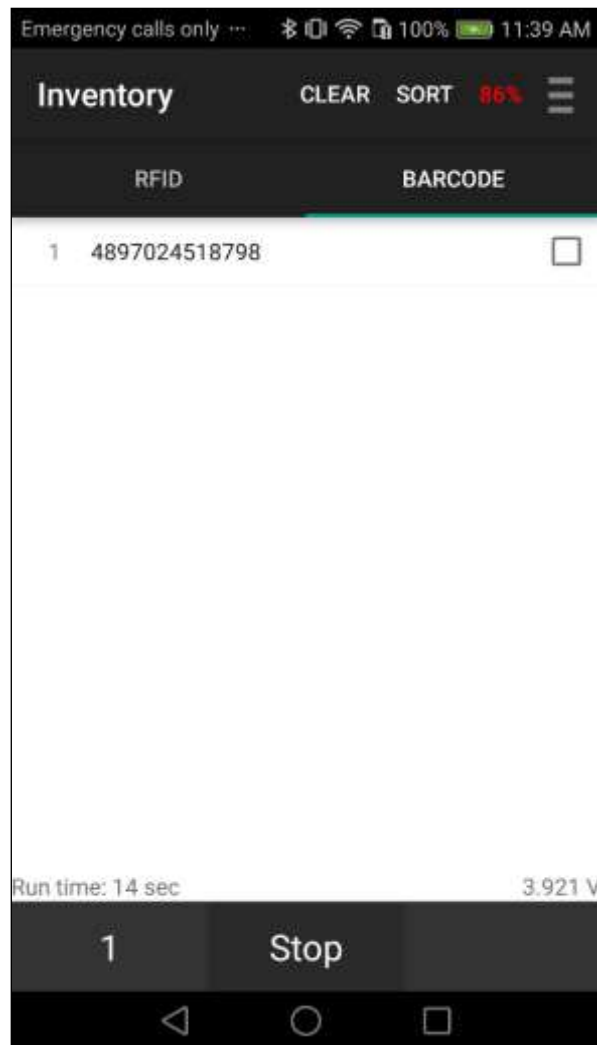 Emergency calls only ... 100% 11:39 AM
Inventory CLEAR SORT 86%
RFID BARCODE
1 4897024518798
Run time: 14 sec 3.921 V
1 Stop